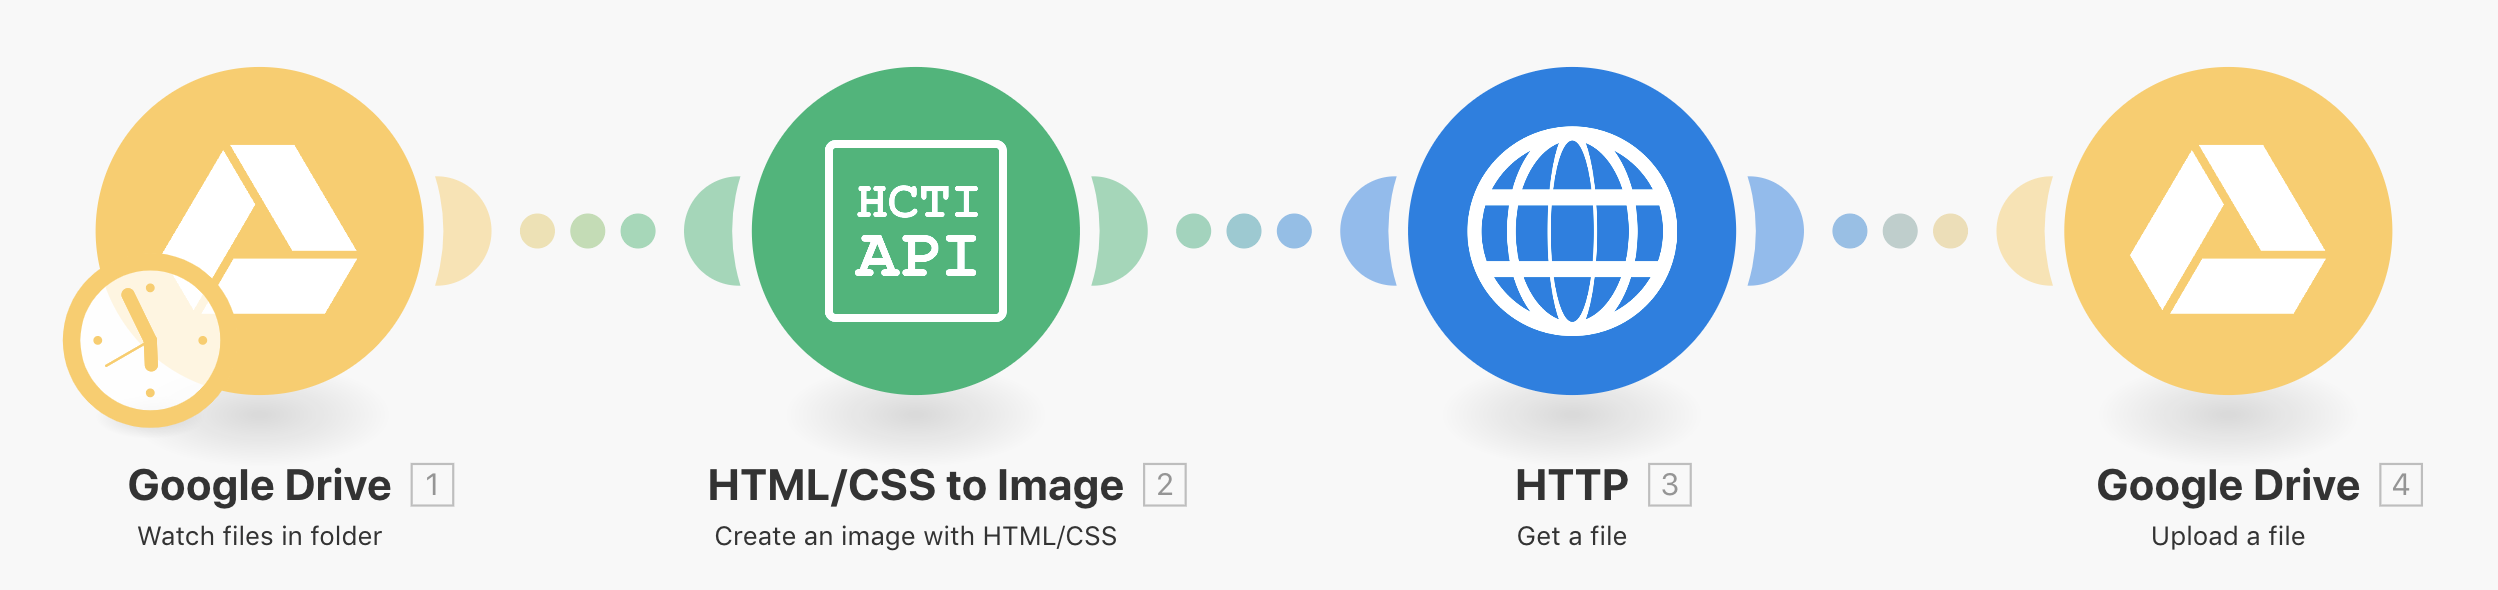 HCTI
API
Google Drive 1
Watch files in folder
HTML/CSS to Image 2
Create an image with HTML/CSS
HTTP 3
Get a file
Google Drive 4
Upload a file